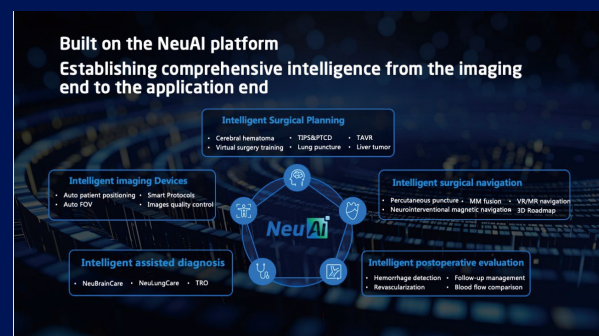 Built on the NeuAI platform
Establishing comprehensive intelligence from the imaging
end to the application end
Intelligent Surgical Planning
• Cerebral hematoma • TIPS&PTCD • TAVR
• Virtual surgery training • Lung puncture • Liver tumor
Intelligent imaging Devices
• Auto patient positioning • Smart Protocols
• Auto FOV • Images quality control
Intelligent surgical navigation
• Percutaneous puncture • MM fusion • VR/MR navigation
• Neurointerventional magnetic navigation • 3D Roadmap
NeuAI
Intelligent assisted diagnosis
• NeuBrainCare • NeuLungCare • TRO
Intelligent postoperative evaluation
• Hemorrhage detection • Follow-up management
• Revascularization • Blood flow comparison